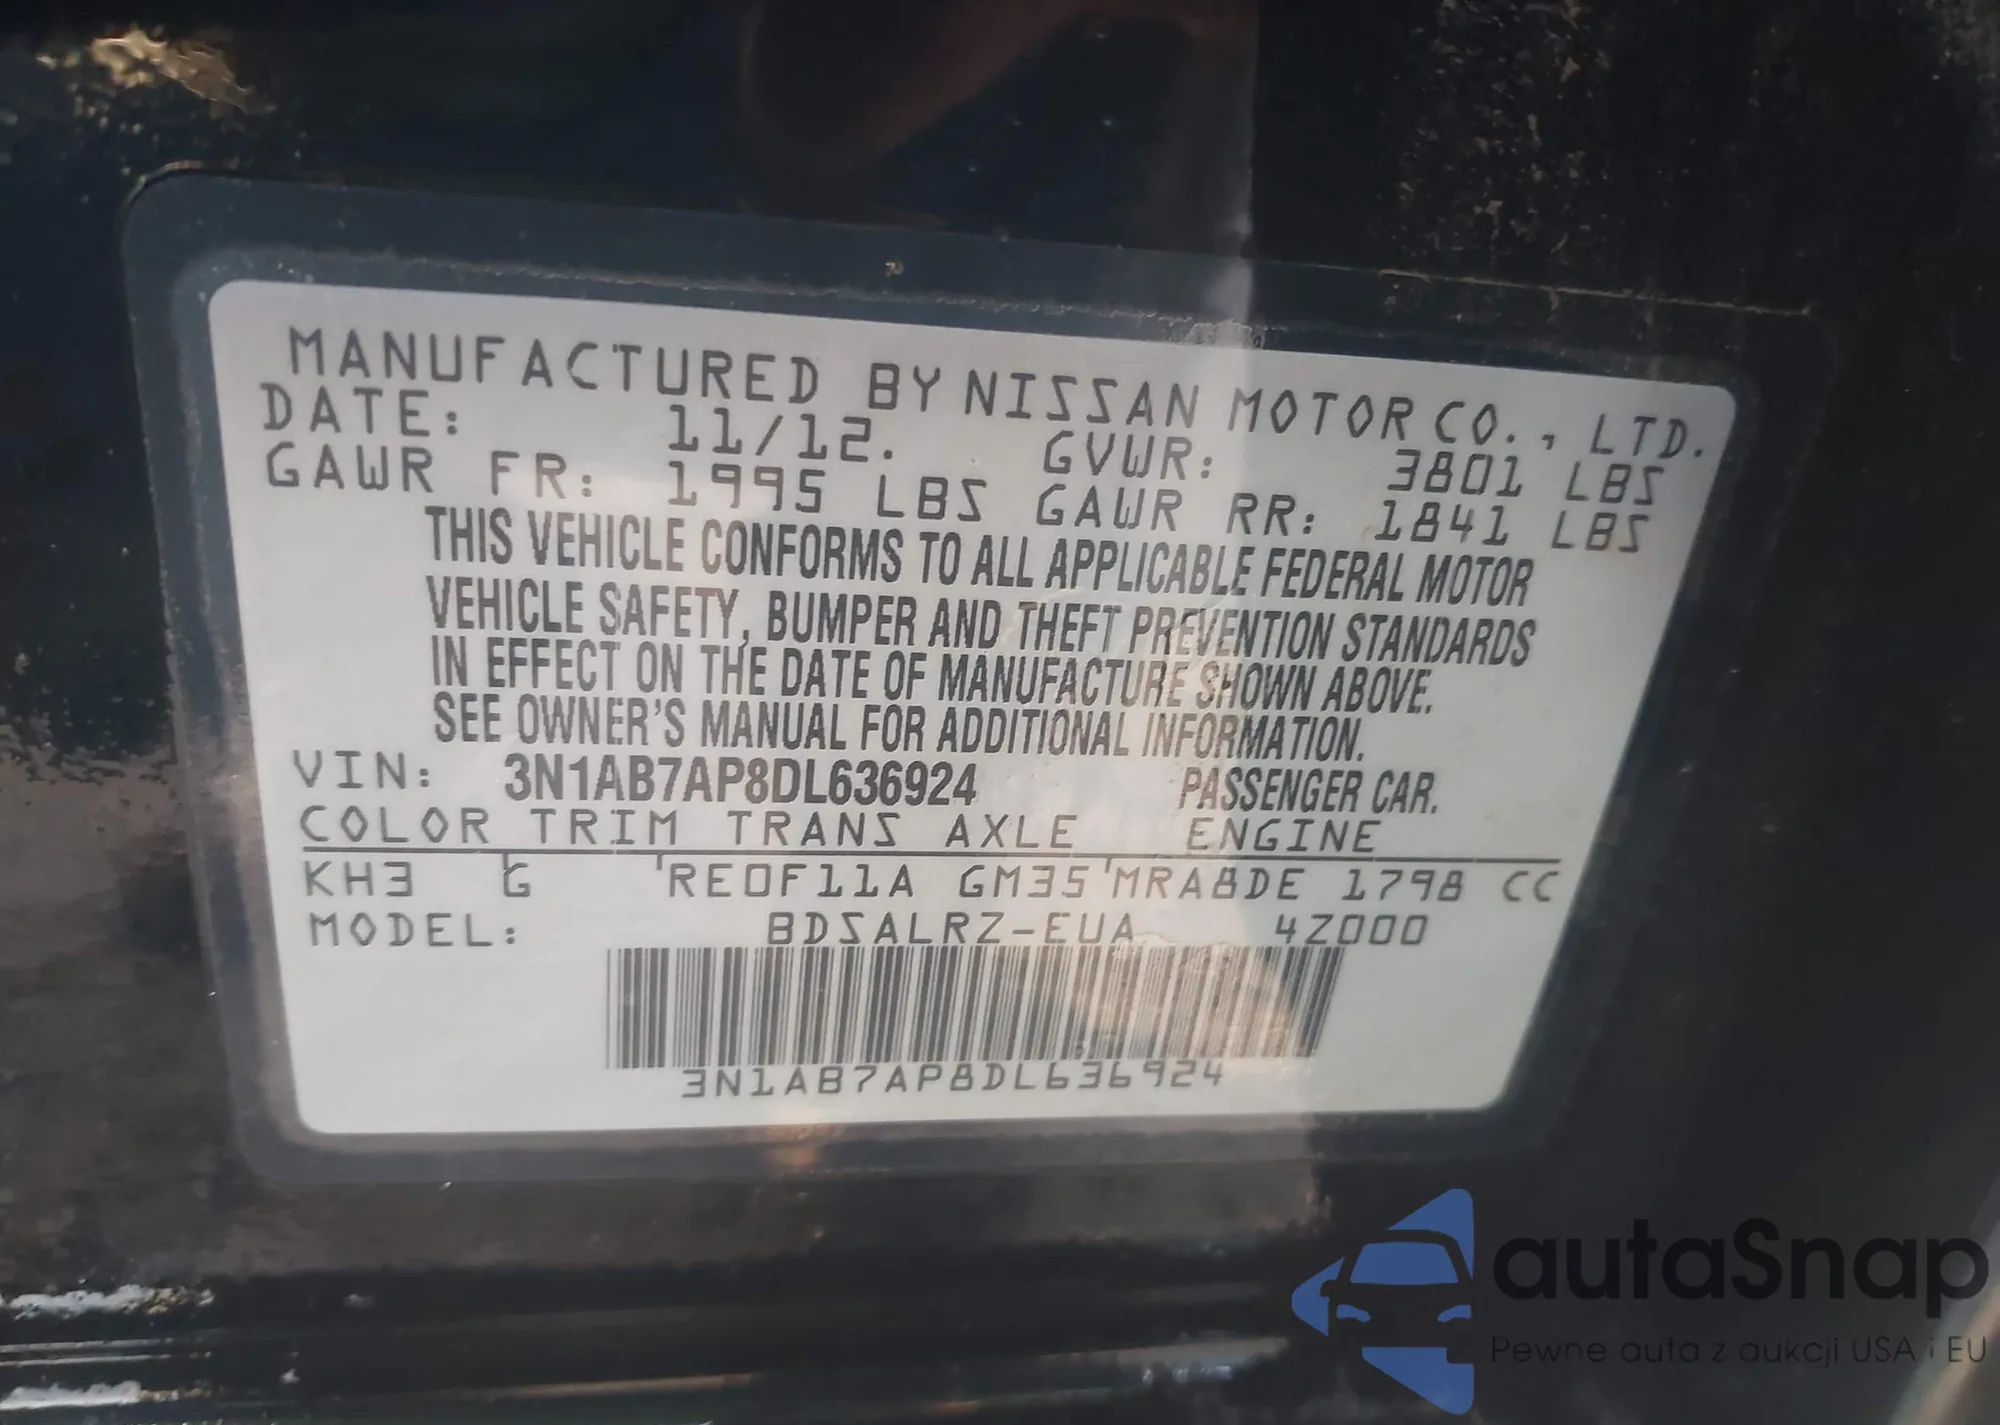 MANUFACTURED BY NISSAN MOTOR CO., LTD.
DATE: 11/12. GVWR: 3801 LBS
GAWR FR: 1995 LBS GAWR RR: 1841 LBS
THIS VEHICLE CONFORMS TO ALL APPLICABLE FEDERAL MOTOR
VEHICLE SAFETY, BUMPER AND THEFT PREVENTION STANDARDS
IN EFFECT ON THE DATE OF MANUFACTURE SHOWN ABOVE.
SEE OWNER'S MANUAL FOR ADDITIONAL INFORMATION.
VIN: 3N1AB7AP8DL636924 PASSENGER CAR.
COLOR TRIM TRANS AXLE ENGINE
KH3 G RE0F11A GM35 MRA8DE 1798 CC
MODEL: BDSALRZ-EUA 4Z000
3N1AB7AP8DL636924
autaSnap
Pewne auta z aukcji USA i EU